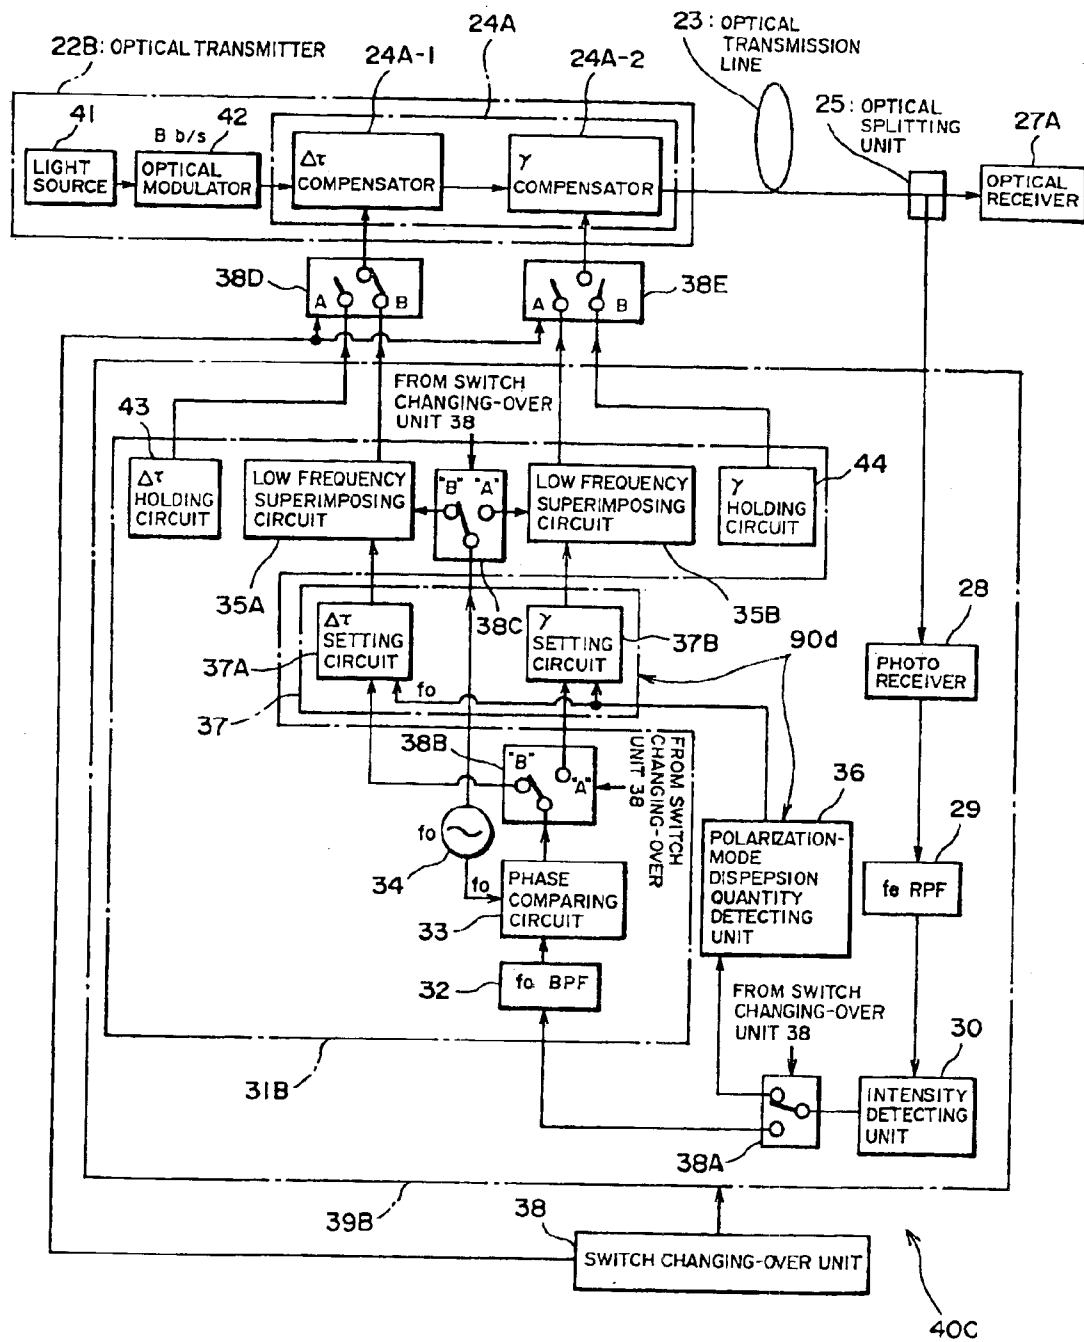 24A
23: OPTICAL
TRANSMISSION
LINE
22B: OPTICAL TRANSMITTER
24A-1
24A-2
25: OPTICAL
SPLITTING
UNIT
27A
41
B b/s
42
LIGHT
SOURCE
OPTICAL
MODULATOR
Δτ
COMPENSATOR
γ
COMPENSATOR
OPTICAL
RECEIVER
38D
A
B
38E
A
B
FROM SWITCH
CHANGING-OVER
UNIT 38
43
Δτ
HOLDING
CIRCUIT
LOW FREQUENCY
SUPERIMPOSING
CIRCUIT
"B"
"A"
LOW FREQUENCY
SUPERIMPOSING
CIRCUIT
γ
HOLDING
CIRCUIT
44
35A
38C
35B
28
Δτ
SETTING
CIRCUIT
γ
SETTING
CIRCUIT
37A
37B
90d
PHOTO
RECEIVER
fo
37
38B
"B"
"A"
FROM SWITCH
CHANGING-OVER
UNIT 38
36
fo
34
fo
PHASE
COMPARING
CIRCUIT
33
POLARIZATION-
MODE
DISPEPSION
QUANTITY
DETECTING
UNIT
29
fe RPF
32
fo BPF
FROM SWITCH
CHANGING-OVER
UNIT 38
30
31B
INTENSITY
DETECTING
UNIT
38A
39B
38
SWITCH CHANGING-OVER UNIT
40C